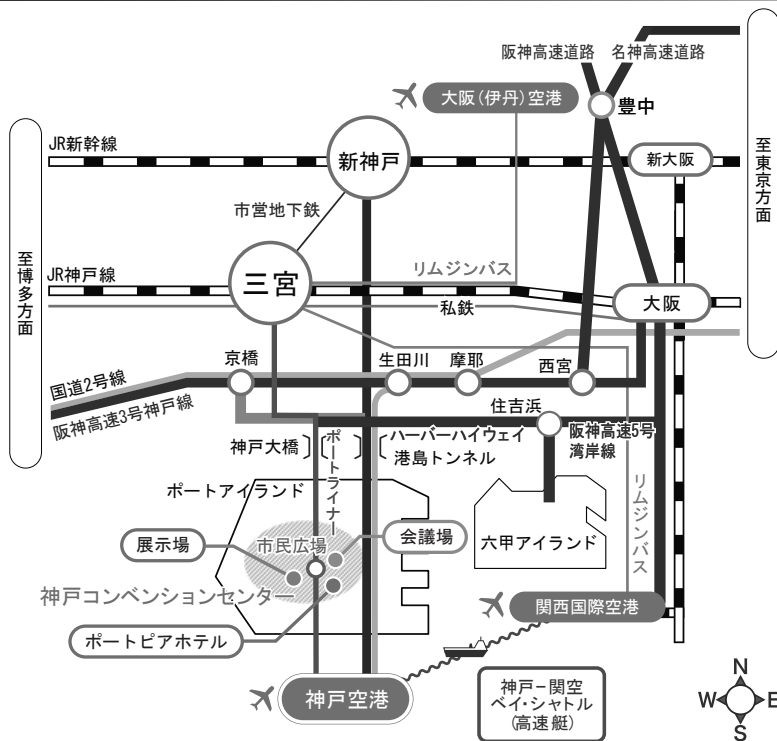 阪神高速道路
名神高速道路
大阪（伊丹）空港
豊中
至東京方面
JR新幹線
新神戸
新大阪
市営地下鉄
至博多方面
三宮
リムジンバス
JR神戸線
私鉄
大阪
京橋
生田川
摩耶
西宮
国道2号線
阪神高速3号神戸線
住吉浜
神戸大橋
ポートライナー
ハーバーハイウェイ
港島トンネル
阪神高速5号
湾岸線
ポートアイランド
リムジンバス
展示場
市民広場
会議場
六甲アイランド
神戸コンベンションセンター
関西国際空港
ポートピアホテル
神戸空港
神戸－関空
ベイ・シャトル
（高速艇）
N
W
E
S